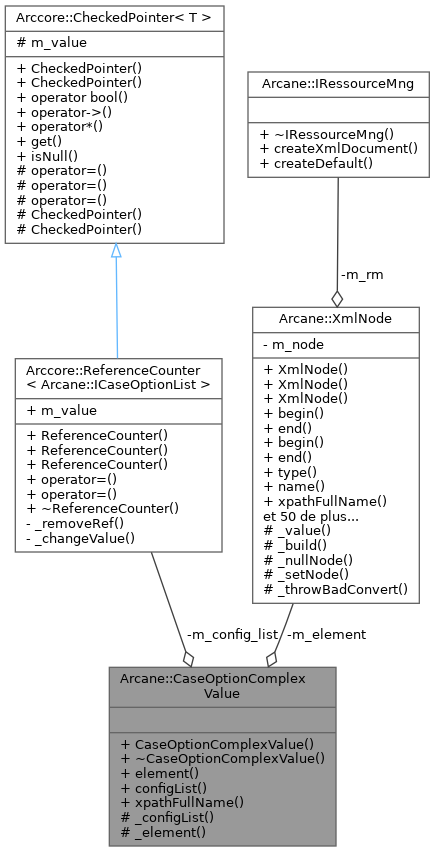 Arccore::CheckedPointer< T >
# m_value
+ CheckedPointer()
+ CheckedPointer()
+ operator bool()
+ operator->()
+ operator*()
+ get()
+ isNull()
# operator=()
# operator=()
# operator=()
# CheckedPointer()
# CheckedPointer()
Arcane::IRessourceMng
+ ~IRessourceMng()
+ createXmlDocument()
+ createDefault()
-m_rm
Arccore::ReferenceCounter
< Arcane::ICaseOptionList >
+ m_value
+ ReferenceCounter()
+ ReferenceCounter()
+ ReferenceCounter()
+ operator=()
+ operator=()
+ ~ReferenceCounter()
- _removeRef()
- _changeValue()
Arcane::XmlNode
- m_node
+ XmlNode()
+ XmlNode()
+ XmlNode()
+ begin()
+ end()
+ begin()
+ end()
+ type()
+ name()
+ xpathFullName()
et 50 de plus...
# _value()
# _build()
# _nullNode()
# _setNode()
# _throwBadConvert()
-m_config_list
-m_element
Arcane::CaseOptionComplex
Value
+ CaseOptionComplexValue()
+ ~CaseOptionComplexValue()
+ element()
+ configList()
+ xpathFullName()
# _configList()
# _element()